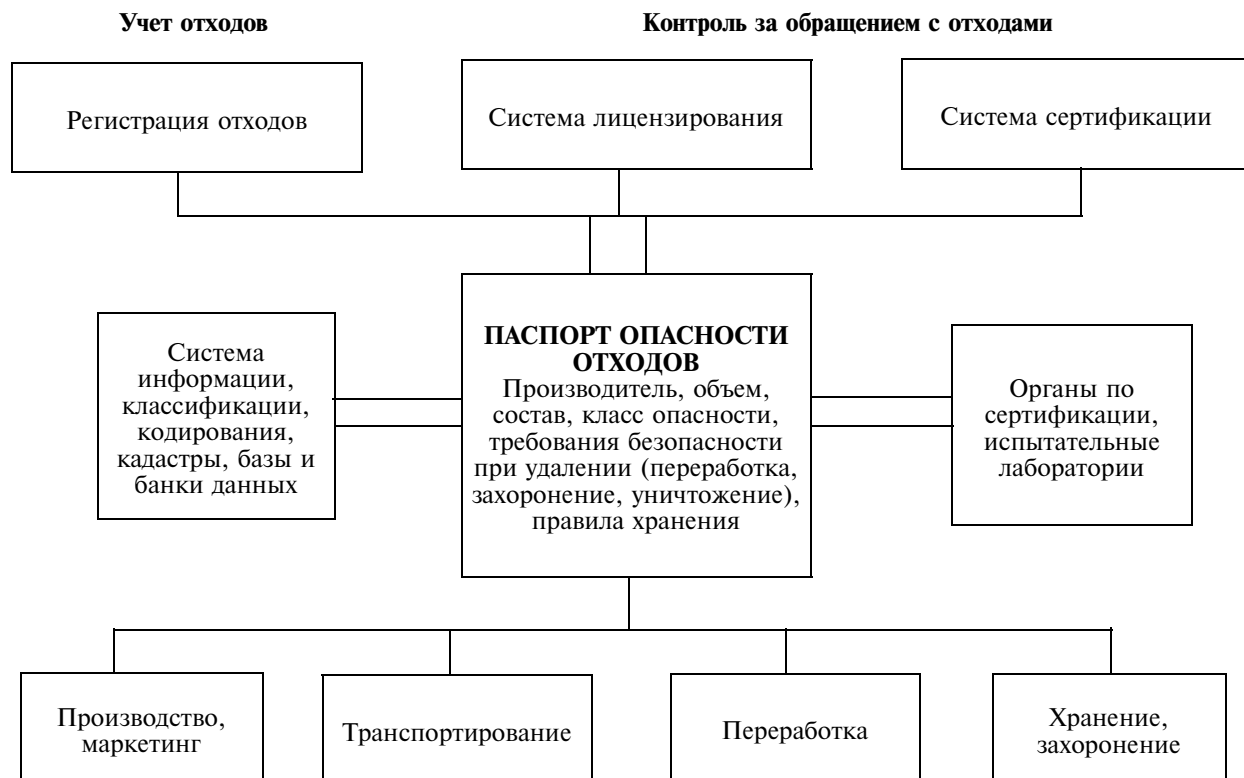 Учет отходов
Контроль за обращением с отходами
Регистрация отходов
Система лицензирования
Система сертификации
Система
информации,
классификации,
кодирования,
кадастры, базы и
банки данных
ПАСПОРТ ОПАСНОСТИ
ОТХОДОВ
Производитель, объем,
состав, класс опасности,
требования безопасности
при удалении (переработка,
захоронение, уничтожение),
правила хранения
Органы по
сертификации,
испытательные
лаборатории
Производство,
маркетинг
Транспортирование
Переработка
Хранение,
захоронение